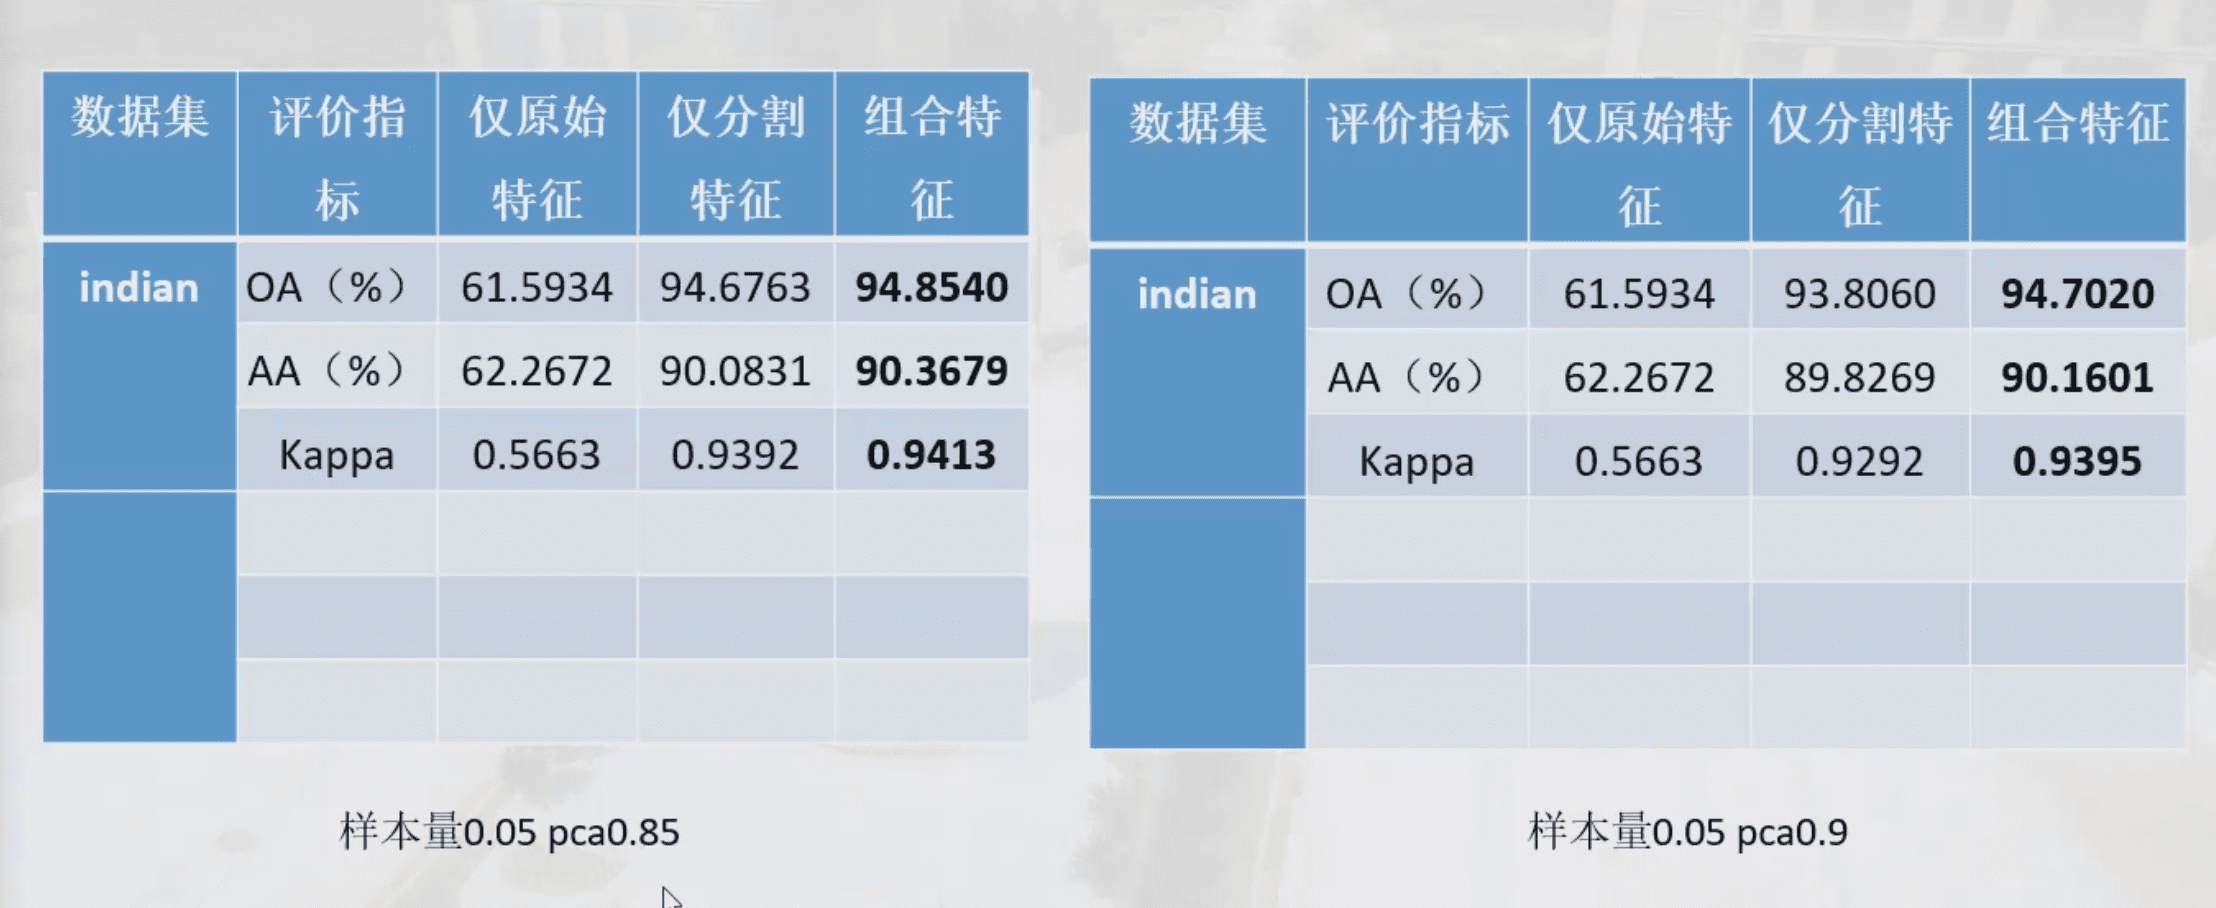 数据集 评价指标 仅原始特征 仅分割特征 组合特征
indian OA（%） 61.5934 94.6763 94.8540
AA（%） 62.2672 90.0831 90.3679
Kappa 0.5663 0.9392 0.9413
样本量0.05 pca0.85
数据集 评价指标 仅原始特征 仅分割特征 组合特征
indian OA（%） 61.5934 93.8060 94.7020
AA（%） 62.2672 89.8269 90.1601
Kappa 0.5663 0.9292 0.9395
样本量0.05 pca0.9